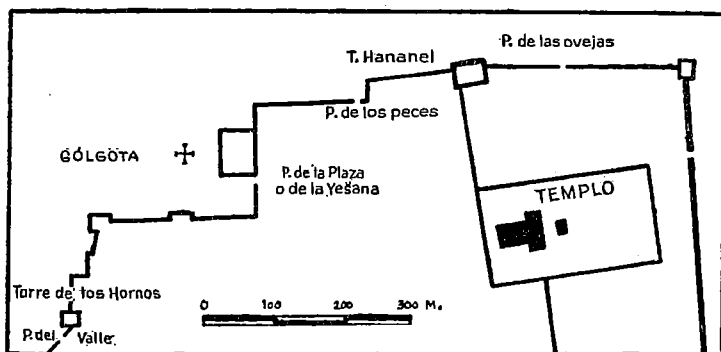 P. de las ovejas
T. Hananel
P. de los peces
GÓLGOTA
P. de la Plaza
o de la Yešana
TEMPLO
Torre de los Hornos
0 100 200 300 M.
P. del Valle